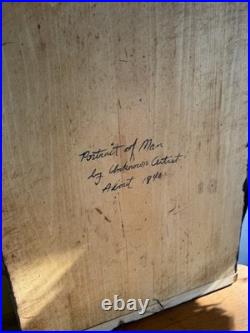 Portrait of Man
by Unknown Artist
About 1840